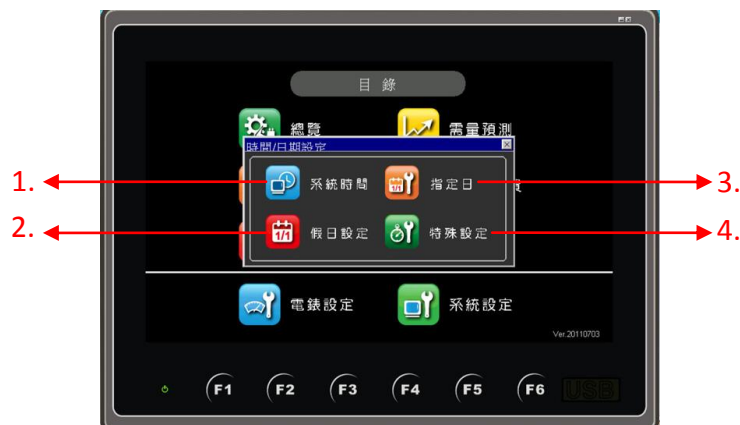 目錄
總覽 需量預測
時間/日期設定
1. 系統時間 指定日 3.
2. 假日設定 特殊設定 4.
電錶設定 系統設定
Ver.20110703
F1 F2 F3 F4 F5 F6 USB